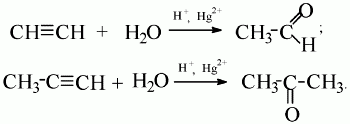 CH≡CH + H₂O H⁺, Hg²⁺ CH₃-C O H ;
CH₃-C≡CH + H₂O H⁺, Hg²⁺ CH₃-C-CH₃. O